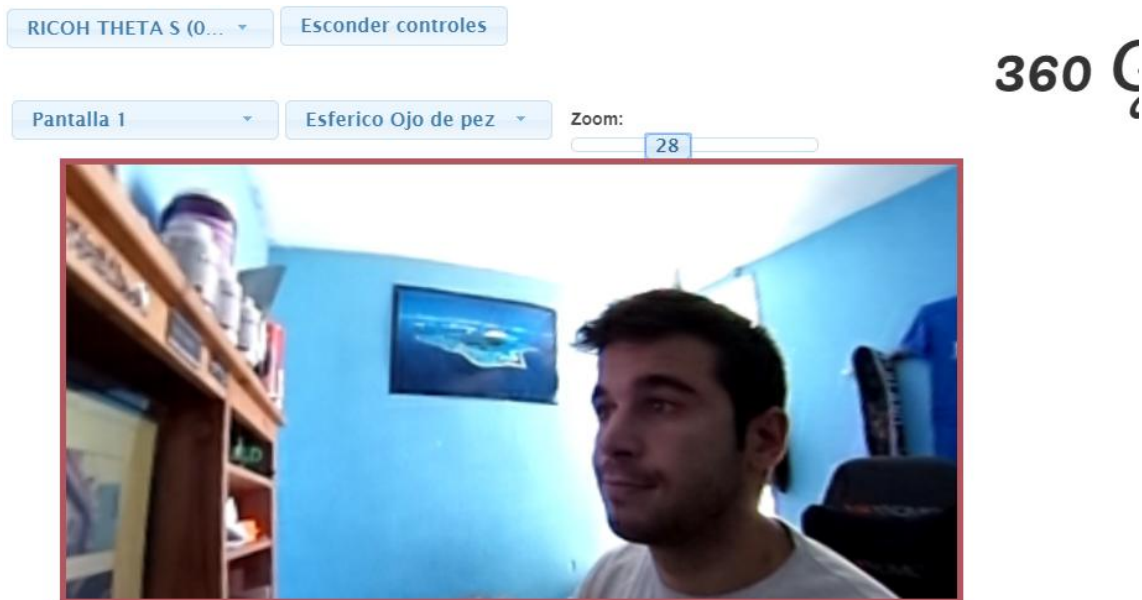 RICOH THETA S (0...
Esconder controles
360
Pantalla 1
Esferico Ojo de pez
Zoom:
28